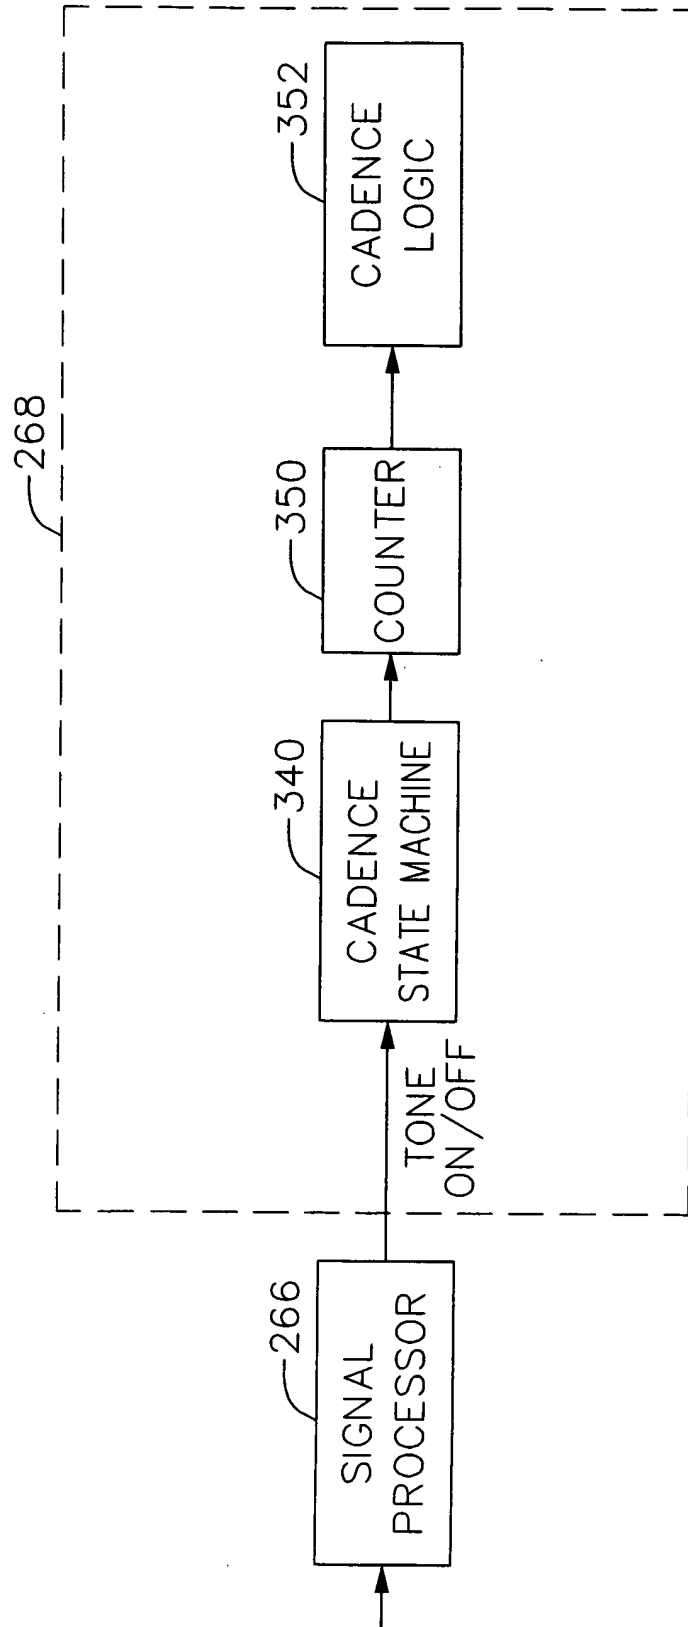 268
266
SIGNAL
PROCESSOR
TONE
ON/OFF
340
CADENCE
STATE MACHINE
350
COUNTER
352
CADENCE
LOGIC